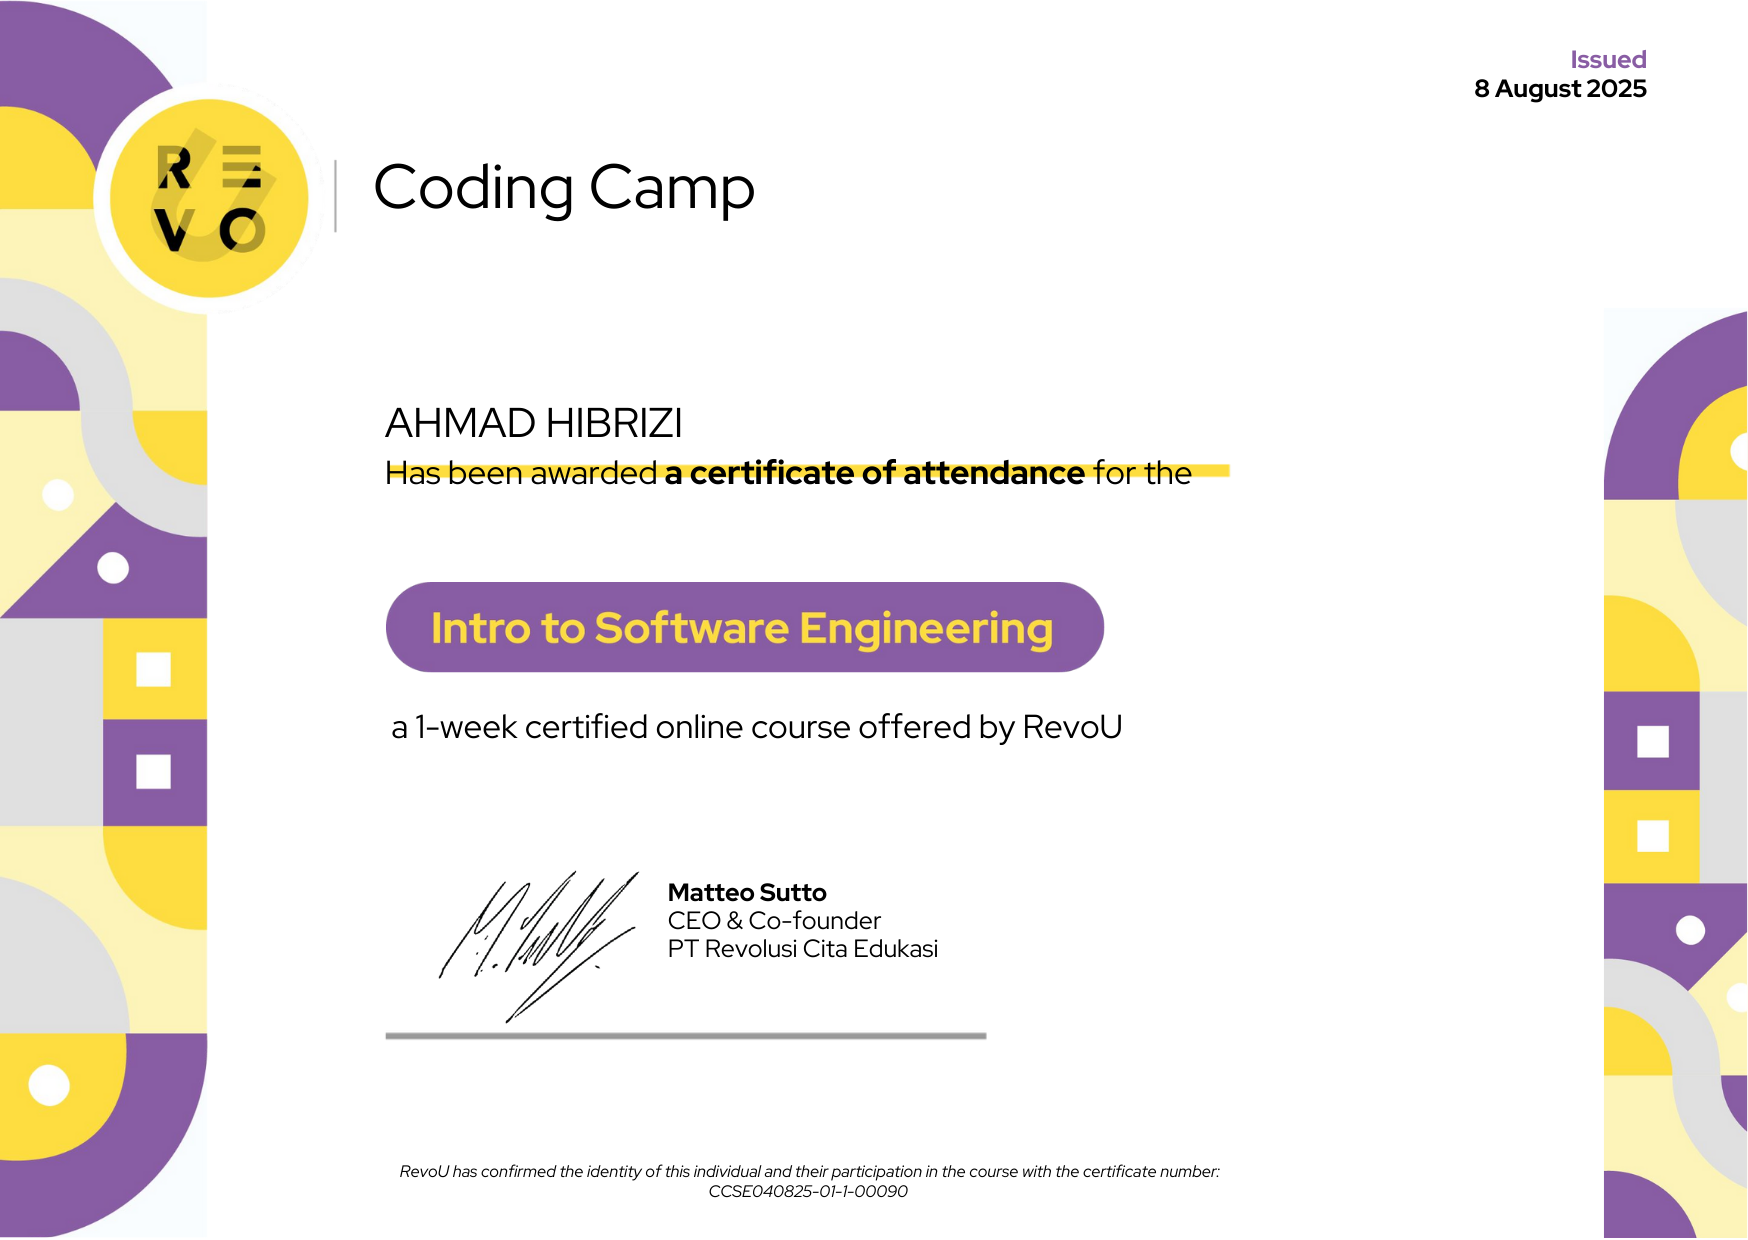 Issued
8 August 2025
R E
V O
Coding Camp
AHMAD HIBRIZI
Has been awarded a certificate of attendance for the
Intro to Software Engineering
a 1-week certified online course offered by RevoU
Matteo Sutto
CEO & Co-founder
PT Revolusi Cita Edukasi
RevoU has confirmed the identity of this individual and their participation in the course with the certificate number:
CCSE040825-01-1-00090